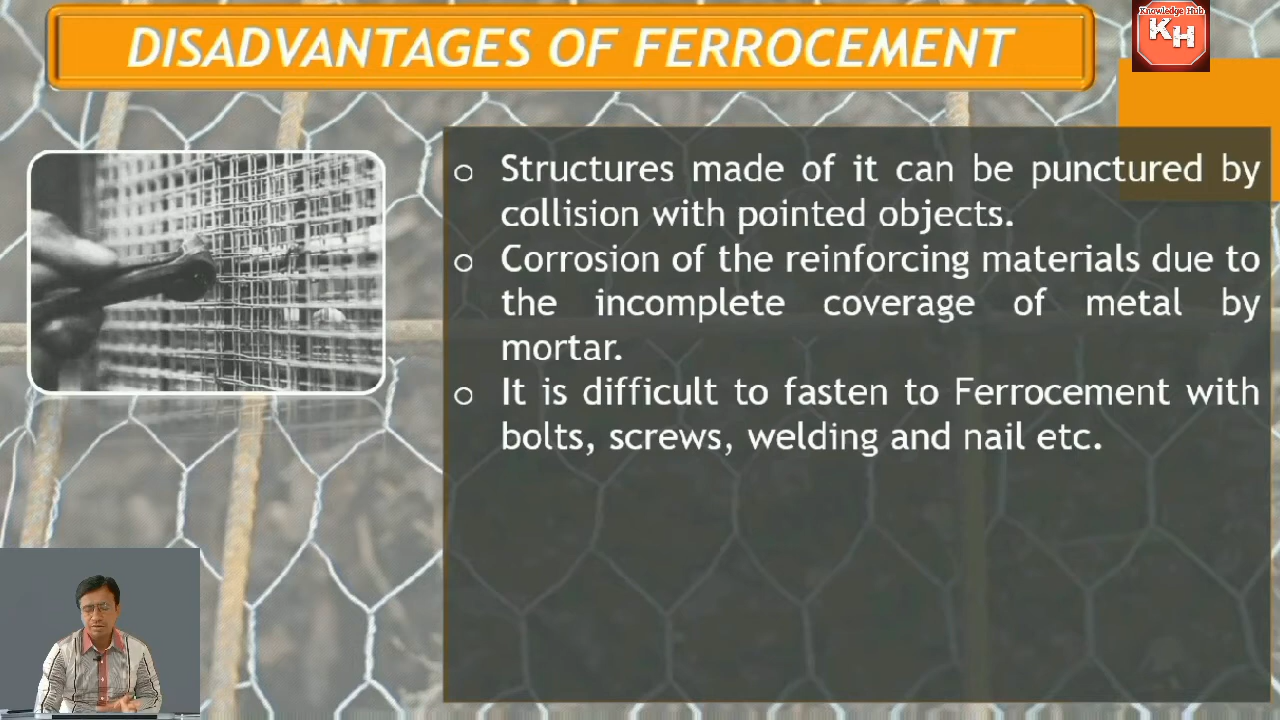 DISADVANTAGES OF FERROCEMENT
Knowledge Hub
KH
o Structures made of it can be punctured by
collision with pointed objects.
o Corrosion of the reinforcing materials due to
the incomplete coverage of metal by
mortar.
o It is difficult to fasten to Ferrocement with
bolts, screws, welding and nail etc.